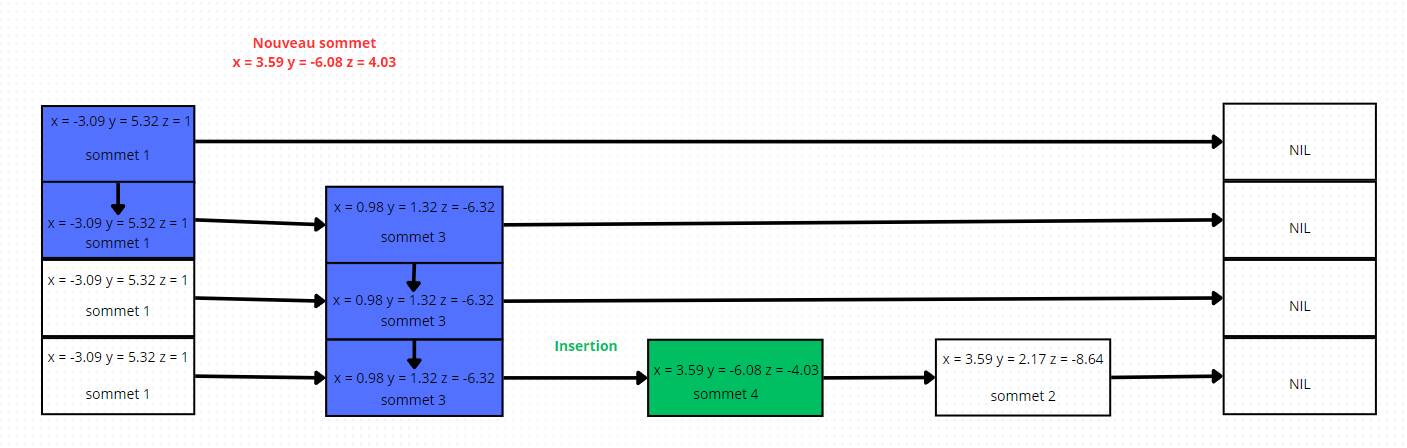 Nouveau sommet
x = 3.59 y = -6.08 z = 4.03
x = -3.09 y = 5.32 z = 1
sommet 1
x = -3.09 y = 5.32 z = 1
sommet 1
x = -3.09 y = 5.32 z = 1
sommet 1
x = -3.09 y = 5.32 z = 1
sommet 1
x = 0.98 y = 1.32 z = -6.32
sommet 3
x = 0.98 y = 1.32 z = -6.32
sommet 3
x = 0.98 y = 1.32 z = -6.32
sommet 3
Insertion
x = 3.59 y = -6.08 z = -4.03
sommet 4
x = 3.59 y = 2.17 z = -8.64
sommet 2
NIL
NIL
NIL
NIL